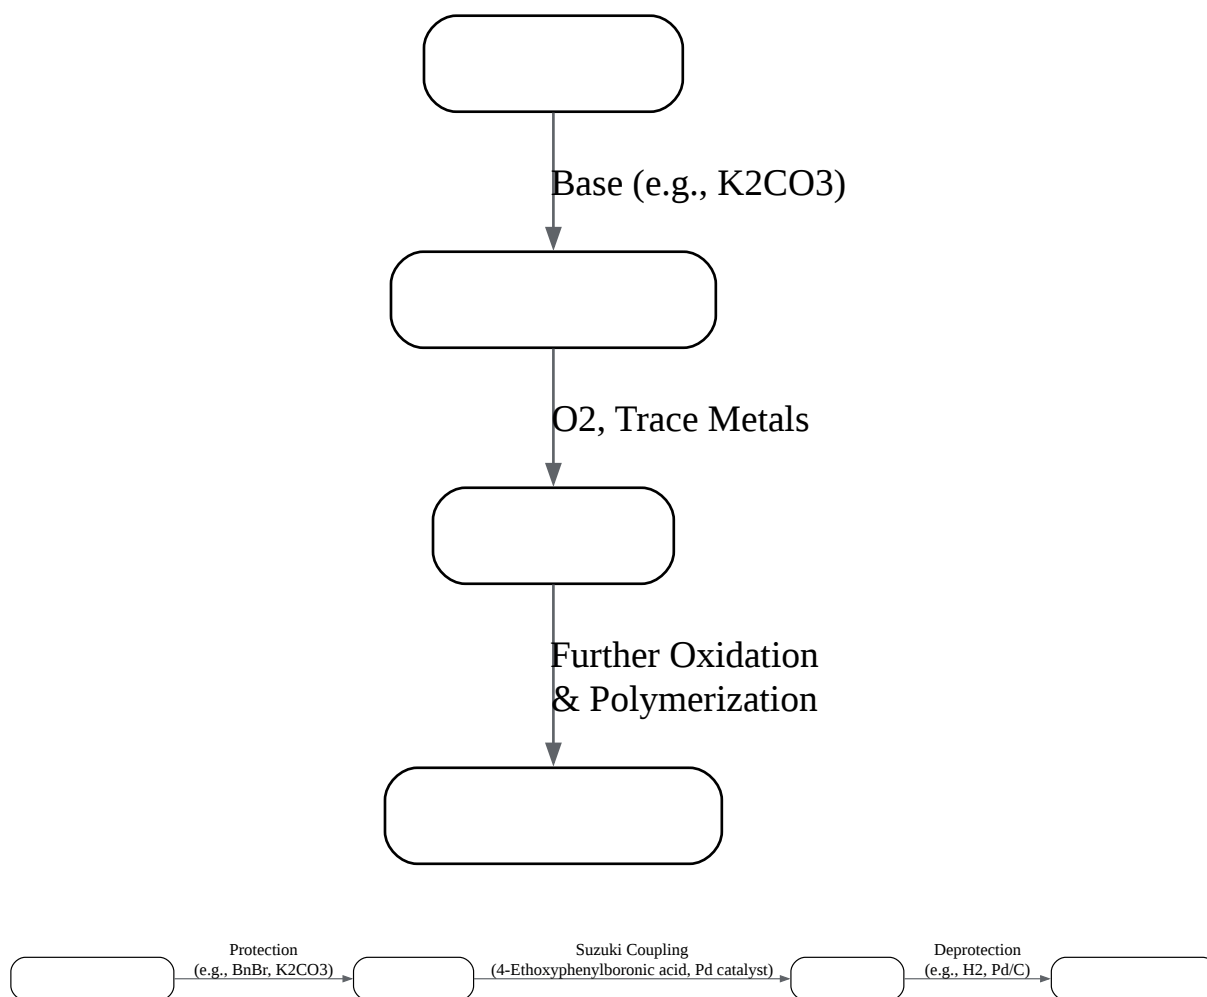 Base (e.g., K2CO3)
O2, Trace Metals
Further Oxidation
& Polymerization
Protection
(e.g., BnBr, K2CO3)
Suzuki Coupling
(4-Ethoxyphenylboronic acid, Pd catalyst)
Deprotection
(e.g., H2, Pd/C)